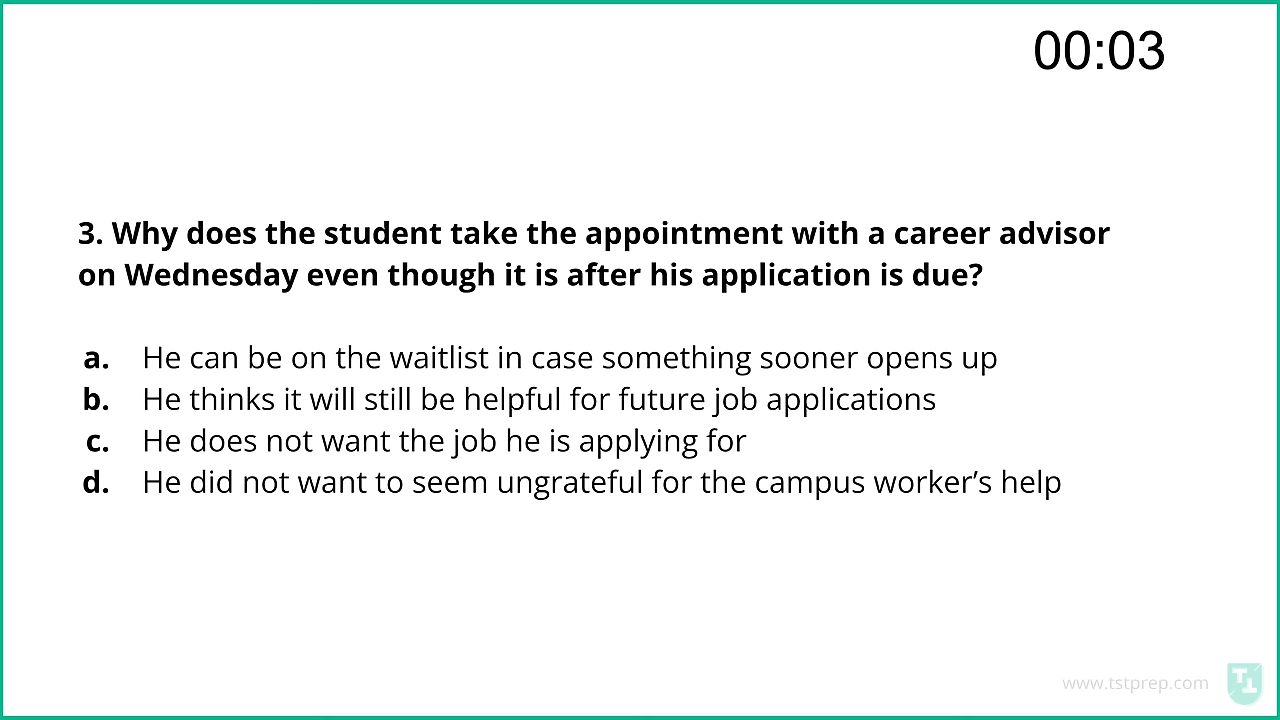 00:03
3. Why does the student take the appointment with a career advisor
on Wednesday even though it is after his application is due?
a. He can be on the waitlist in case something sooner opens up
b. He thinks it will still be helpful for future job applications
c. He does not want the job he is applying for
d. He did not want to seem ungrateful for the campus worker’s help
www.tstprep.com